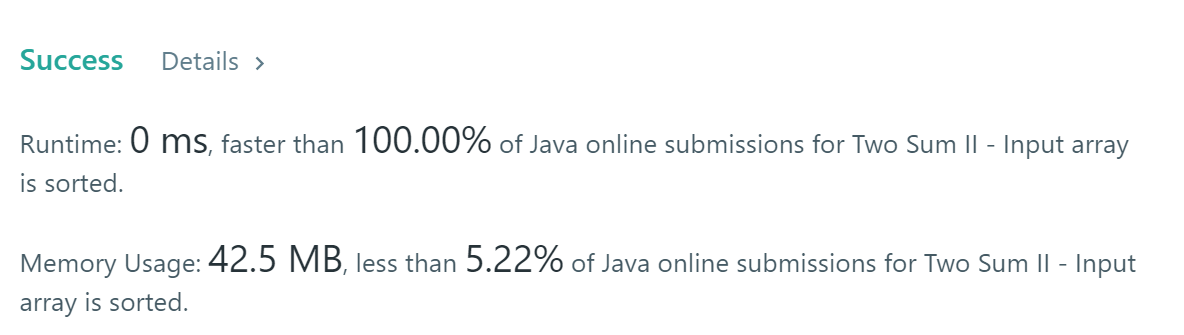 Success Details >
Runtime: 0 ms, faster than 100.00% of Java online submissions for Two Sum II - Input array
is sorted.
Memory Usage: 42.5 MB, less than 5.22% of Java online submissions for Two Sum II - Input
array is sorted.